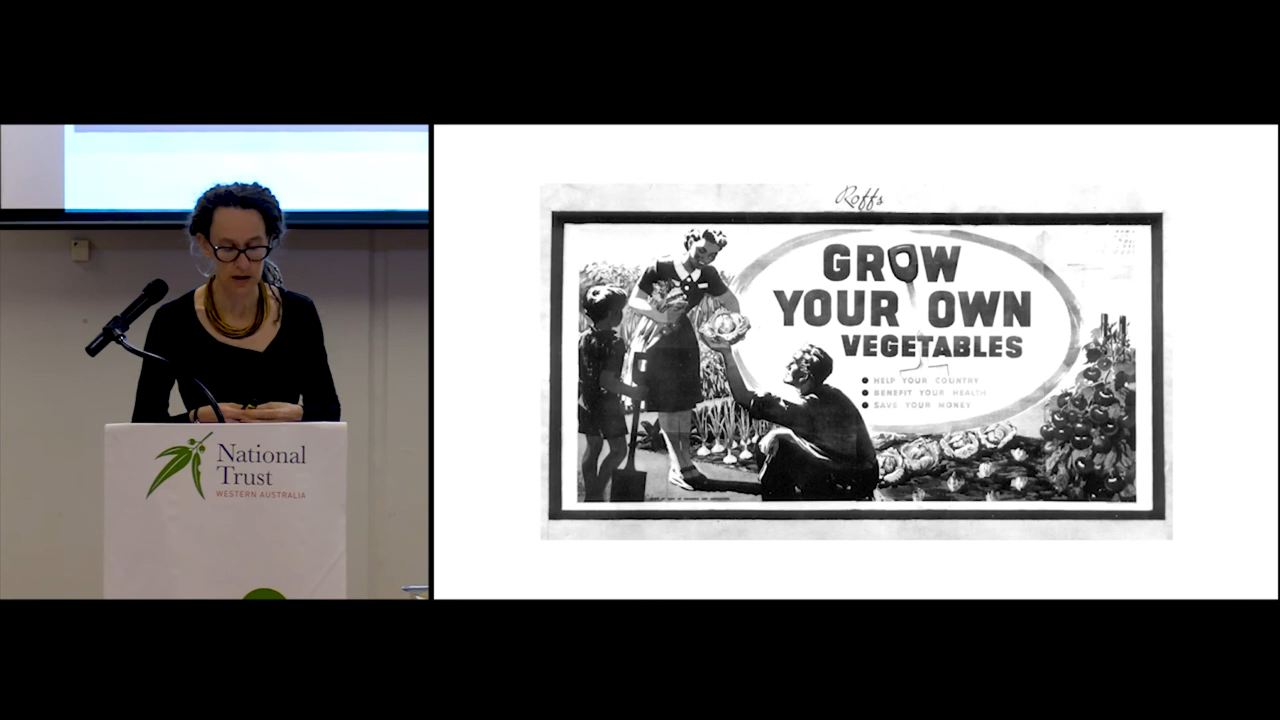 National
Trust
WESTERN AUSTRALIA
Roffs
GROW
YOUR OWN
VEGETABLES
HELP YOUR COUNTRY
BENEFIT YOUR HEALTH
SAVE YOUR MONEY